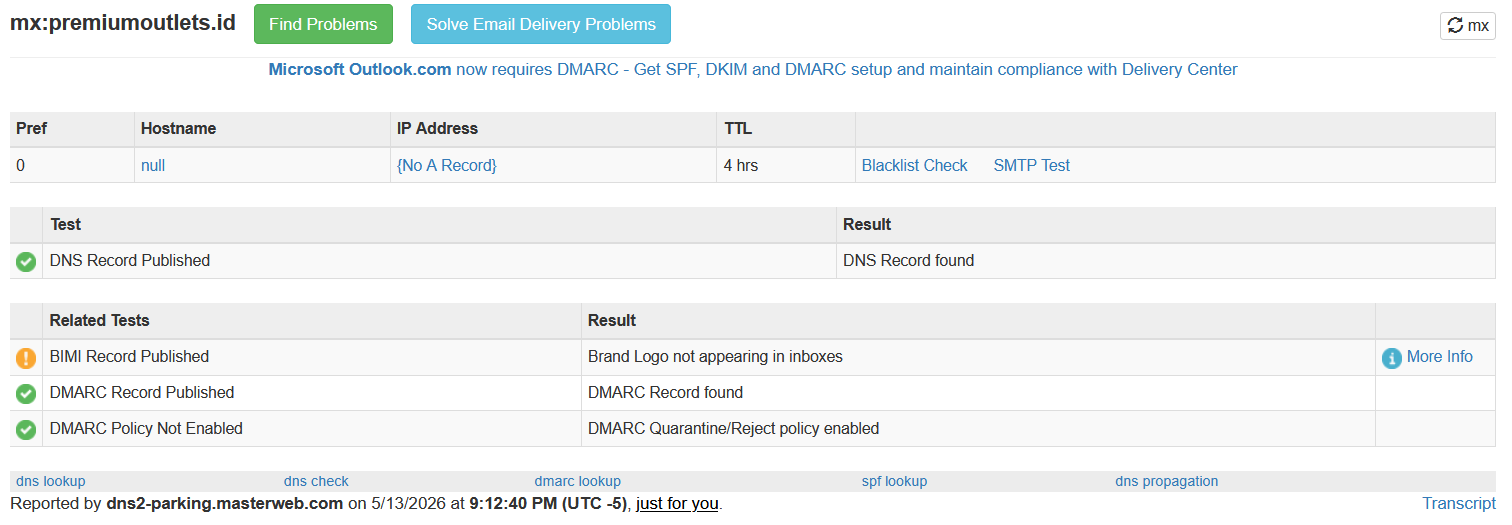 mx:premiumoutlets.id Find Problems Solve Email Delivery Problems mx
Microsoft Outlook.com now requires DMARC - Get SPF, DKIM and DMARC setup and maintain compliance with Delivery Center
Pref Hostname IP Address TTL
0 null {No A Record} 4 hrs Blacklist Check SMTP Test
Test Result
DNS Record Published DNS Record found
Related Tests Result
BIMI Record Published Brand Logo not appearing in inboxes More Info
DMARC Record Published DMARC Record found
DMARC Policy Not Enabled DMARC Quarantine/Reject policy enabled
dns lookup dns check dmarc lookup spf lookup dns propagation
Reported by dns2-parking.masterweb.com on 5/13/2026 at 9:12:40 PM (UTC -5), just for you. Transcript